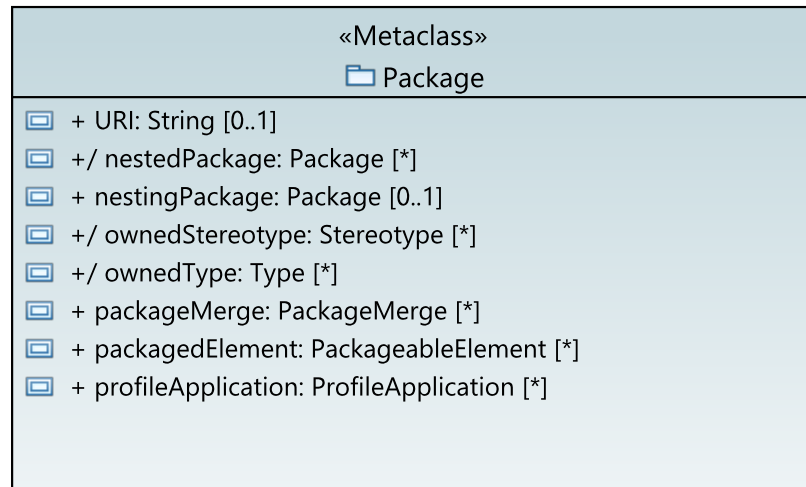 «Metaclass»
Package
+ URI: String [0..1]
+/ nestedPackage: Package [*]
+ nestingPackage: Package [0..1]
+/ ownedStereotype: Stereotype [*]
+/ ownedType: Type [*]
+ packageMerge: PackageMerge [*]
+ packagedElement: PackageableElement [*]
+ profileApplication: ProfileApplication [*]